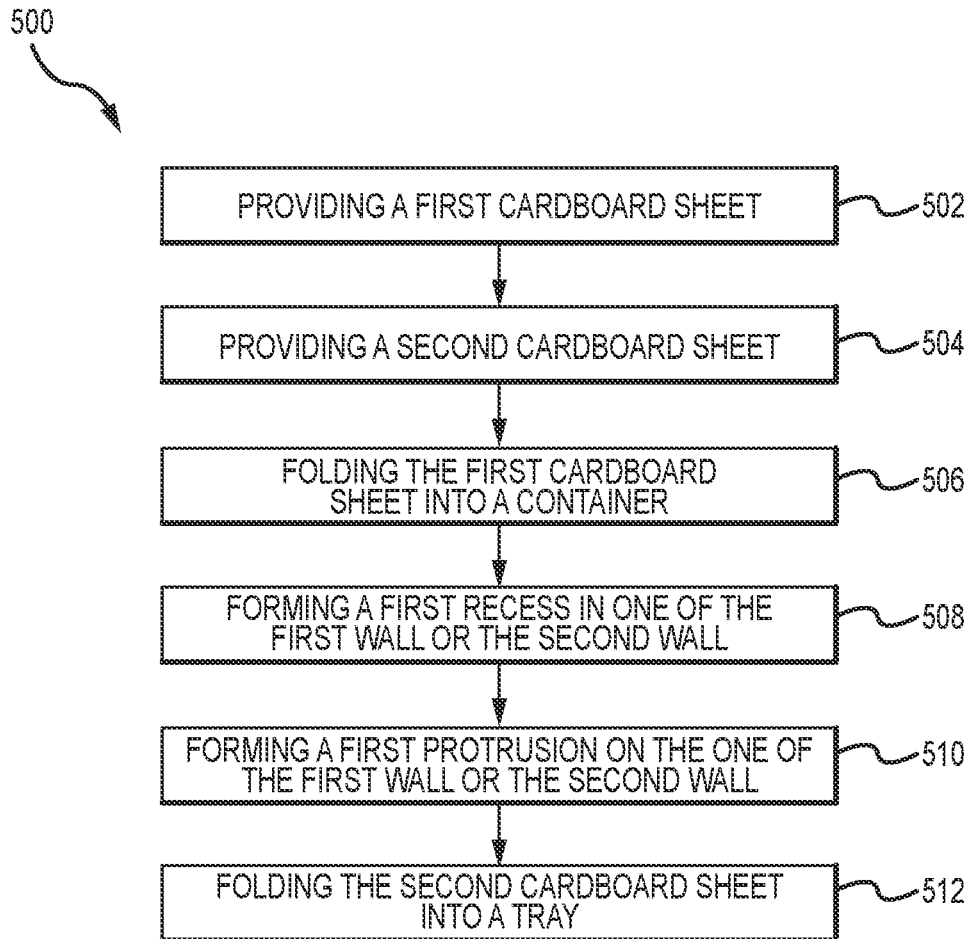 500
PROVIDING A FIRST CARDBOARD SHEET
502
PROVIDING A SECOND CARDBOARD SHEET
504
FOLDING THE FIRST CARDBOARD
SHEET INTO A CONTAINER
506
FORMING A FIRST RECESS IN ONE OF THE
FIRST WALL OR THE SECOND WALL
508
FORMING A FIRST PROTRUSION ON THE ONE OF
THE FIRST WALL OR THE SECOND WALL
510
FOLDING THE SECOND CARDBOARD SHEET
INTO A TRAY
512